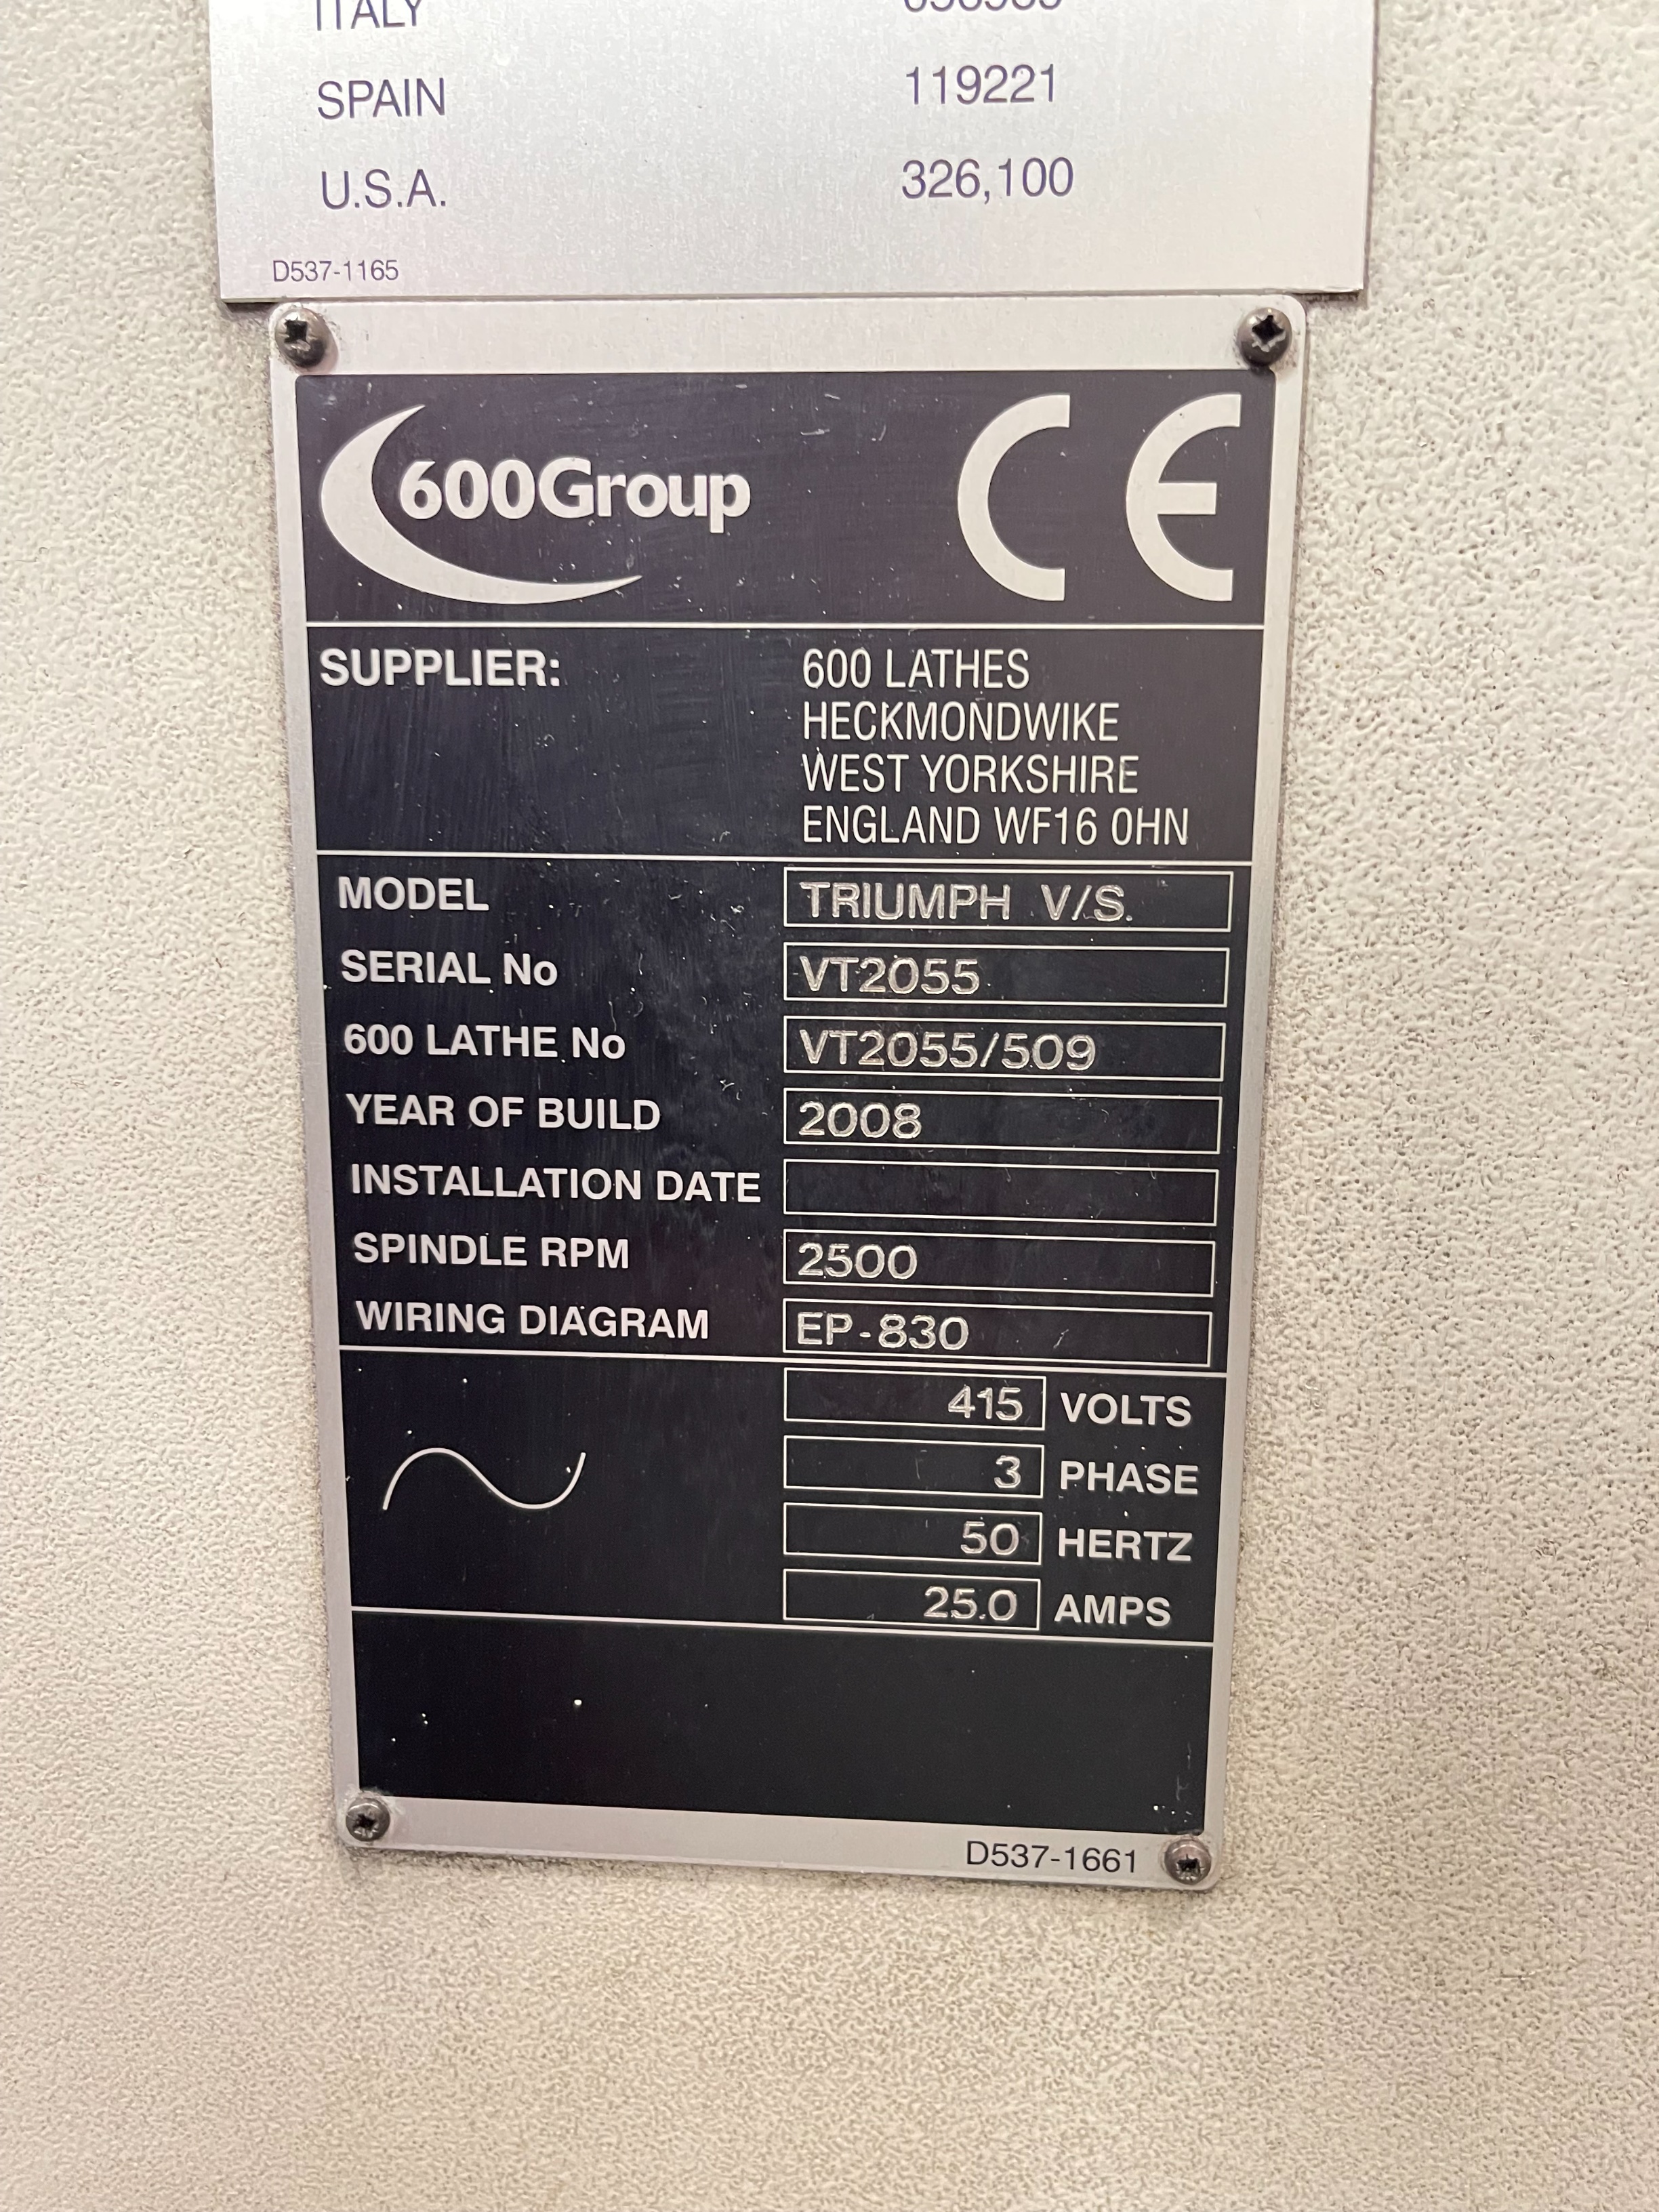 ITALY
SPAIN 119221
U.S.A. 326,100
D537-1165
600Group CE
SUPPLIER: 600 LATHES
HECKMONDWIKE
WEST YORKSHIRE
ENGLAND WF16 0HN
MODEL TRIUMPH V/S.
SERIAL No VT2055
600 LATHE No VT2055/509
YEAR OF BUILD 2008
INSTALLATION DATE
SPINDLE RPM 2500
WIRING DIAGRAM EP-830
415 VOLTS
3 PHASE
50 HERTZ
25.0 AMPS
D537-1661